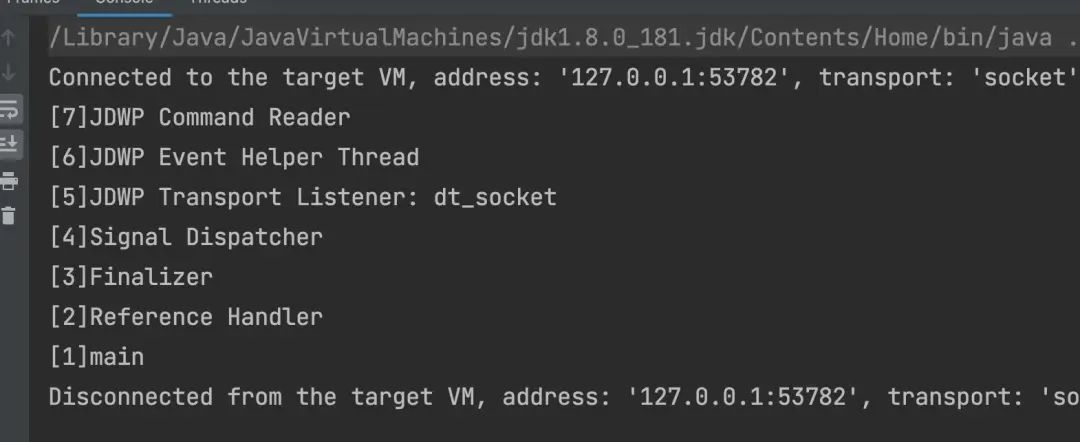 Frames Console Threads
/Library/Java/JavaVirtualMachines/jdk1.8.0_181.jdk/Contents/Home/bin/java .
Connected to the target VM, address: '127.0.0.1:53782', transport: 'socket'
[7]JDWP Command Reader
[6]JDWP Event Helper Thread
[5]JDWP Transport Listener: dt_socket
[4]Signal Dispatcher
[3]Finalizer
[2]Reference Handler
[1]main
Disconnected from the target VM, address: '127.0.0.1:53782', transport: 'so